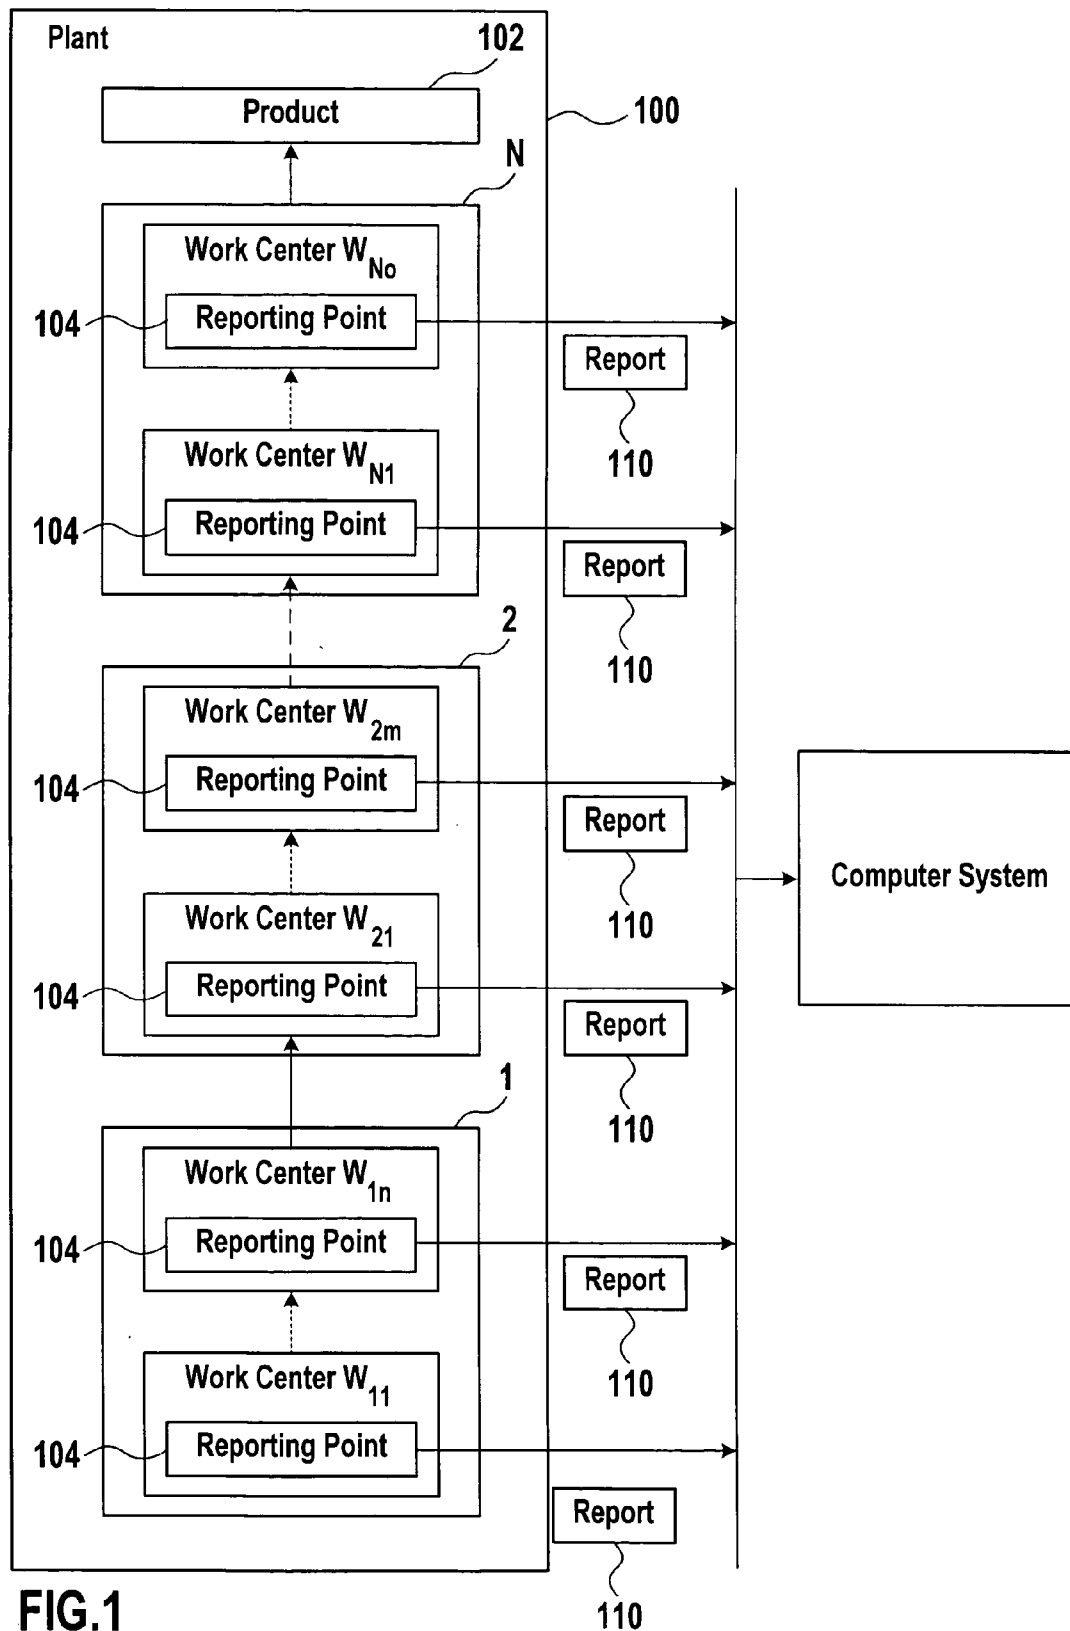 Plant
102
Product
100
N
Work Center W_No
104
Reporting Point
Report
110
Work Center W_N1
104
Reporting Point
Report
110
2
Work Center W_2m
104
Reporting Point
Report
110
Computer System
Work Center W_21
104
Reporting Point
Report
110
1
Work Center W_1n
104
Reporting Point
Report
110
Work Center W_11
104
Reporting Point
Report
110
FIG.1